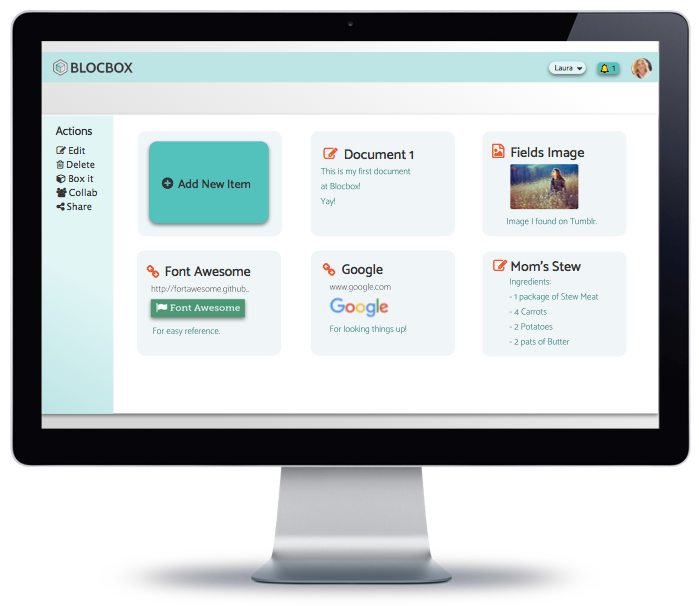 BLOCBOX
Laura
1
Actions
Edit
Delete
Box it
Collab
Share
Add New Item
Document 1
This is my first document
at Blocbox!
Yay!
Fields Image
Image I found on Tumblr.
Font Awesome
http://fortawesome.github..
Font Awesome
For easy reference.
Google
www.google.com
Google
For looking things up!
Mom's Stew
Ingredients:
- 1 package of Stew Meat
- 4 Carrots
- 2 Potatoes
- 2 pats of Butter